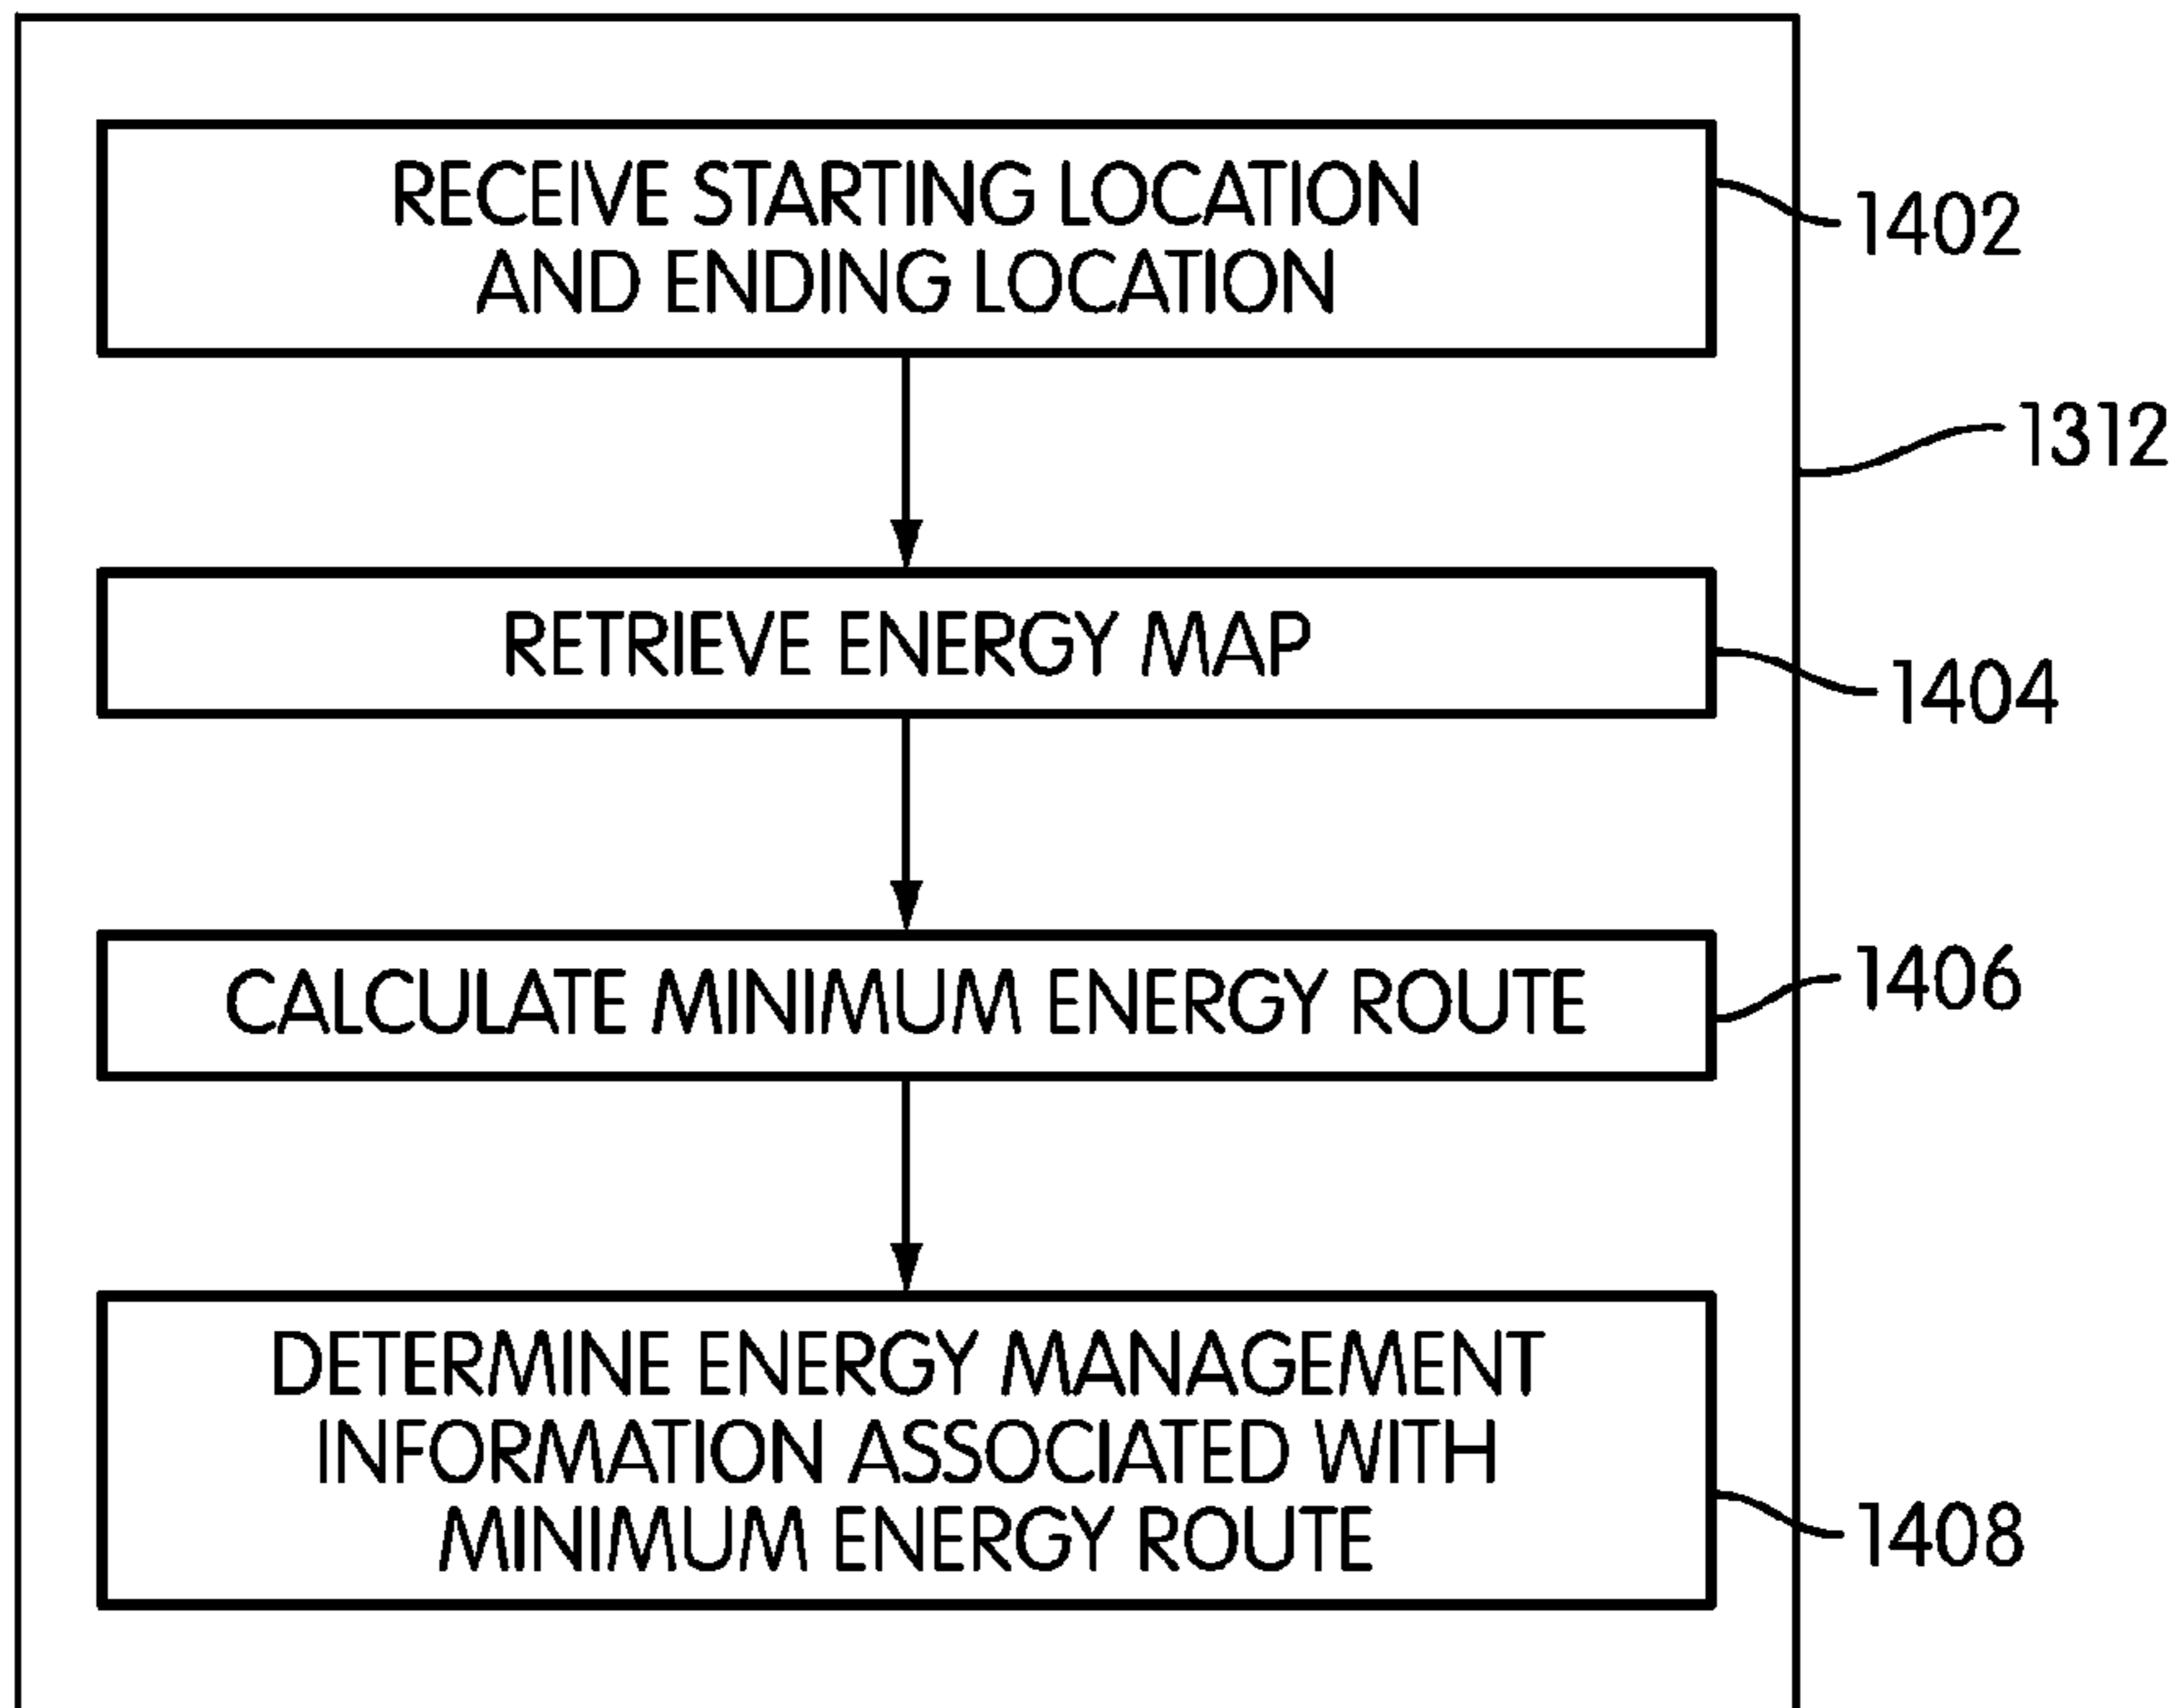 RECEIVE STARTING LOCATION
AND ENDING LOCATION
1402
1312
RETRIEVE ENERGY MAP
1404
CALCULATE MINIMUM ENERGY ROUTE
1406
DETERMINE ENERGY MANAGEMENT
INFORMATION ASSOCIATED WITH
MINIMUM ENERGY ROUTE
1408